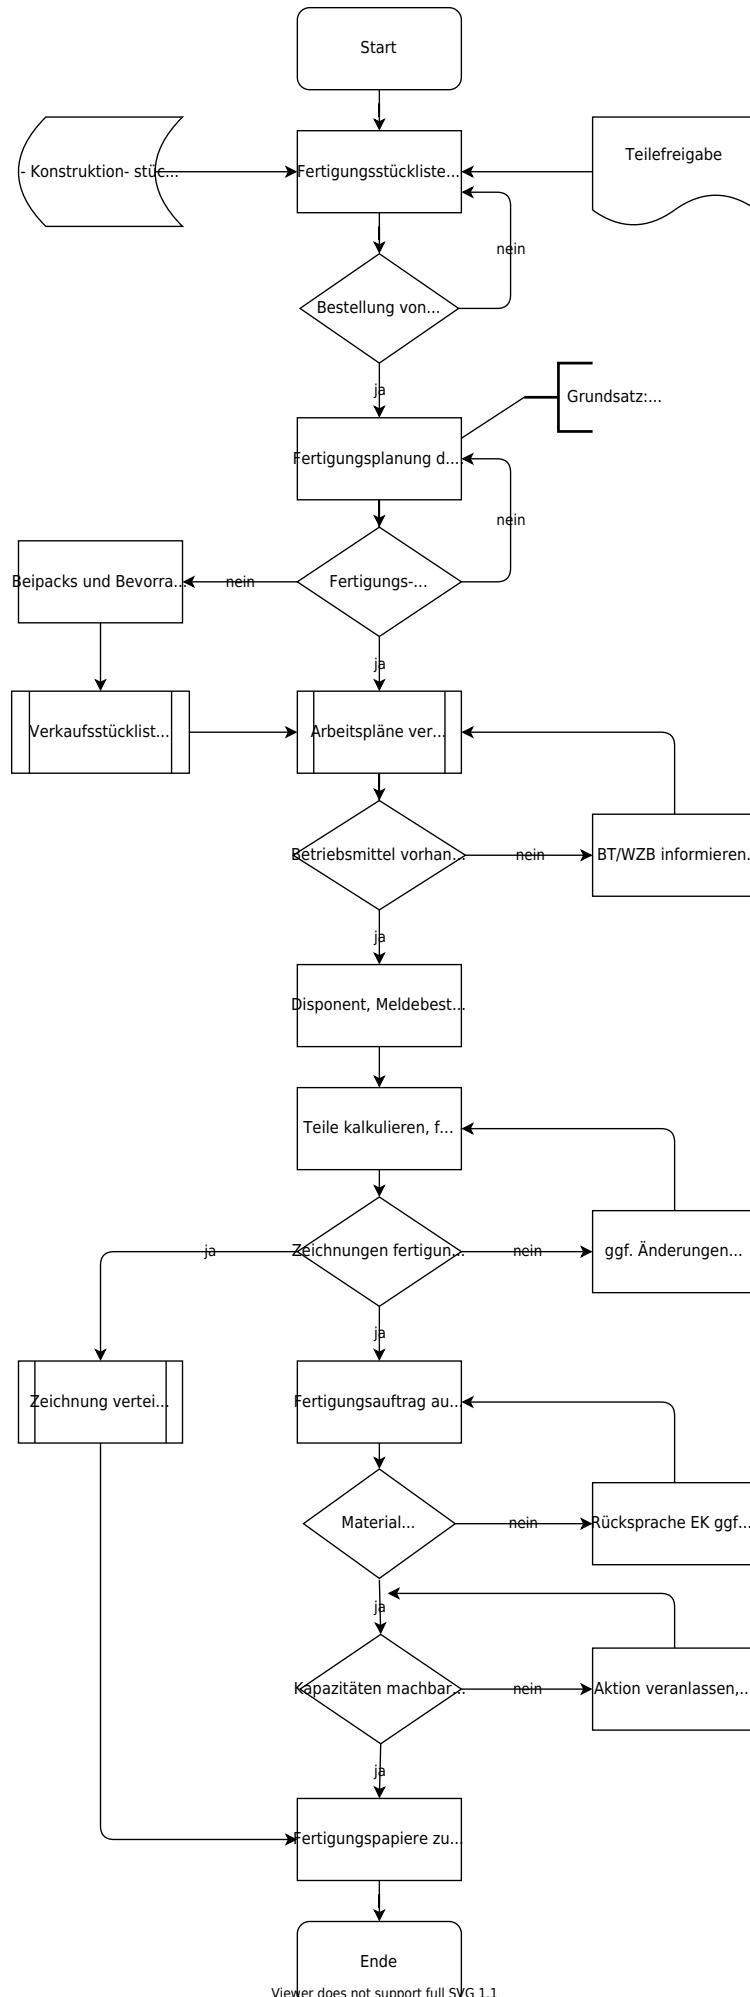 Start
- Konstruktion- stüc...
Fertigungsstückliste...
Teilefreigabe
nein
Bestellung von...
ja
Grundsatz:...
Fertigungsplanung d...
nein
Beipacks und Bevorra...
nein
Fertigungs-...
ja
Verkaufsstücklist...
Arbeitspläne ver...
Betriebsmittel vorhan...
nein
BT/WZB informieren.
ja
Disponent, Meldebest...
Teile kalkulieren, f...
ja
Zeichnungen fertigun...
nein
ggf. Änderungen...
ja
Zeichnung vertei...
Fertigungsauftrag au...
Material...
nein
Rücksprache EK ggf...
ja
Kapazitäten machbar...
nein
Aktion veranlassen,...
ja
Fertigungspapiere zu...
Ende
Viewer does not support full SVG 1.1